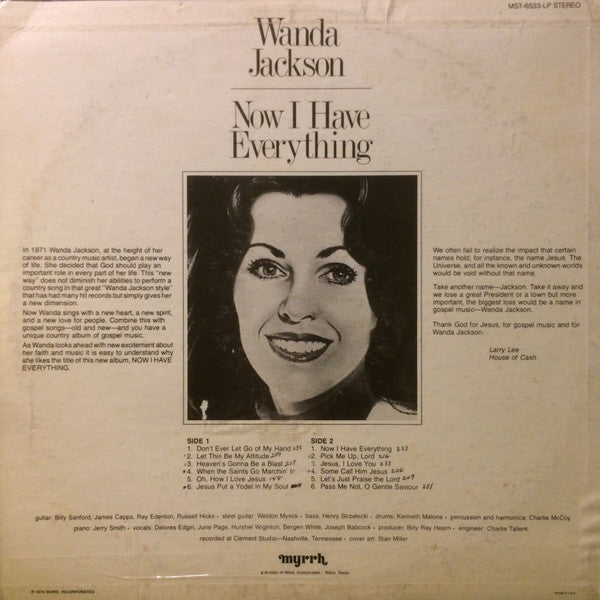 MST-6533-LP STEREO
Wanda
Jackson
Now I Have
Everything
In 1971 Wanda Jackson, at the height of her
career as a country music artist, began a new way
of life. She decided that God should play an
important role in every part of her life. This "new
way" does not diminish her abilities to perform a
country song in that great "Wanda Jackson style"
that has had many hit records but simply gives her
a new dimension.
Now Wanda sings with a new heart, a new spirit,
and a new love for people. Combine this with
gospel songs—old and new—and you have a
unique country album of gospel music.
As Wanda looks ahead with new excitement about
her faith and music it is easy to understand why
she likes the title of this new album, NOW I HAVE
EVERYTHING.
We often fail to realize the impact that certain
names hold; for instance, the name Jesus. The
Universe, and all the known and unknown worlds
would be void without that name.
Take another name—Jackson. Take it away and
we lose a great President or a town but more
important, the biggest loss would be a name in
gospel music—Wanda Jackson.
Thank God for Jesus, for gospel music and for
Wanda Jackson.
Larry Lee
House of Cash
SIDE 1
1. Don't Ever Let Go of My Hand 235
2. Let This Be My Attitude
3. Heaven's Gonna Be a Blast
4. When the Saints Go Marchin' In
5. Oh, How I Love Jesus
6. Jesus Put a Yodel in My Soul
SIDE 2
1. Now I Have Everything 233
2. Pick Me Up, Lord 216
3. Jesus, I Love You 233
4. Some Call Him Jesus 226
5. Let's Just Praise the Lord
6. Pass Me Not, O Gentle Saviour
guitar: Billy Sanford, James Capps, Ray Edenton, Russell Hicks • steel guitar: Weldon Myrick • bass: Henry Strzelecki • drums: Kenneth Malone • percussion and harmonica: Charlie McCoy
piano: Jerry Smith • vocals: Delores Edgin, June Page, Hurshel Wiginton, Bergen White, Joseph Babcock • producer: Billy Ray Hearn • engineer: Charlie Tallent
recorded at Clement Studio—Nashville, Tennessee • cover art: Stan Miller
myrrh
a division of Word, Incorporated · Waco, Texas
© 1974 WORD, INCORPORATED